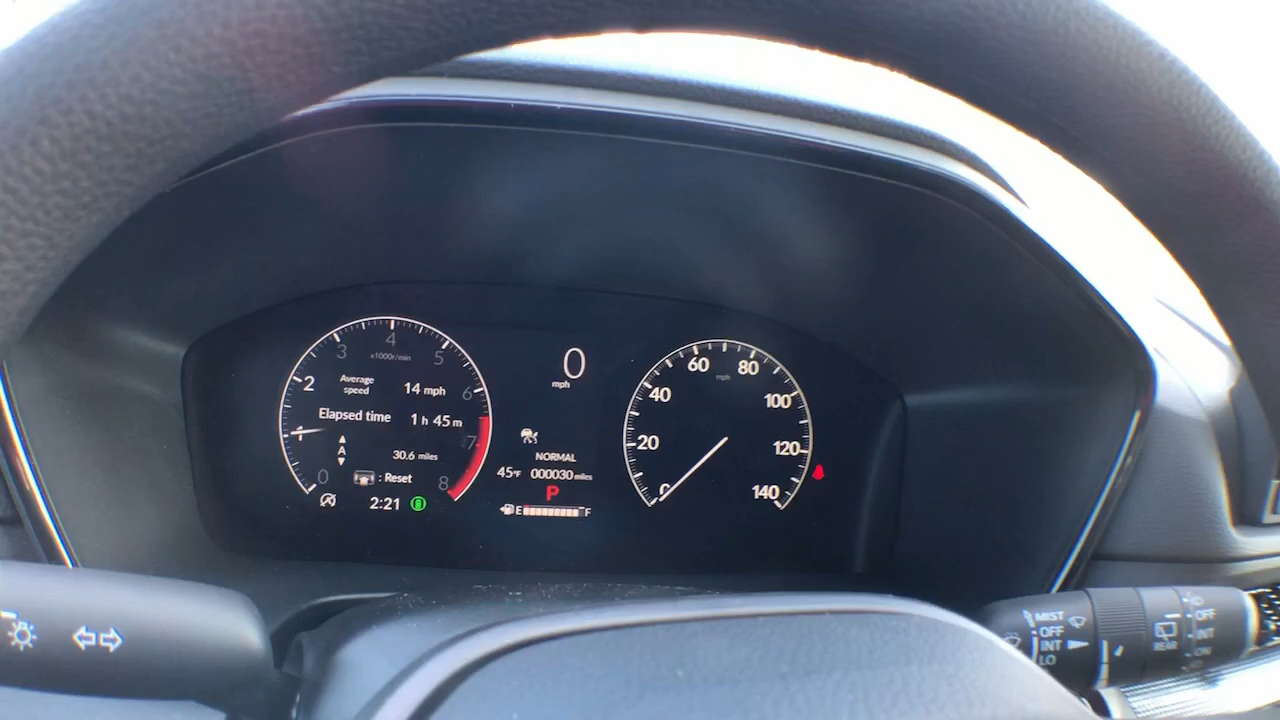 4
3
5
x1000r/min
2
Average
speed
14 mph
6
Elapsed time
1 h 45 m
1
7
A
30.6 miles
0
: Reset
8
2:21
0
mph
NORMAL
45°F
000030 miles
P
E
F
60
80
mph
40
100
20
120
0
140
MIST
OFF
INT
LO
REAR
OFF
INT
ON